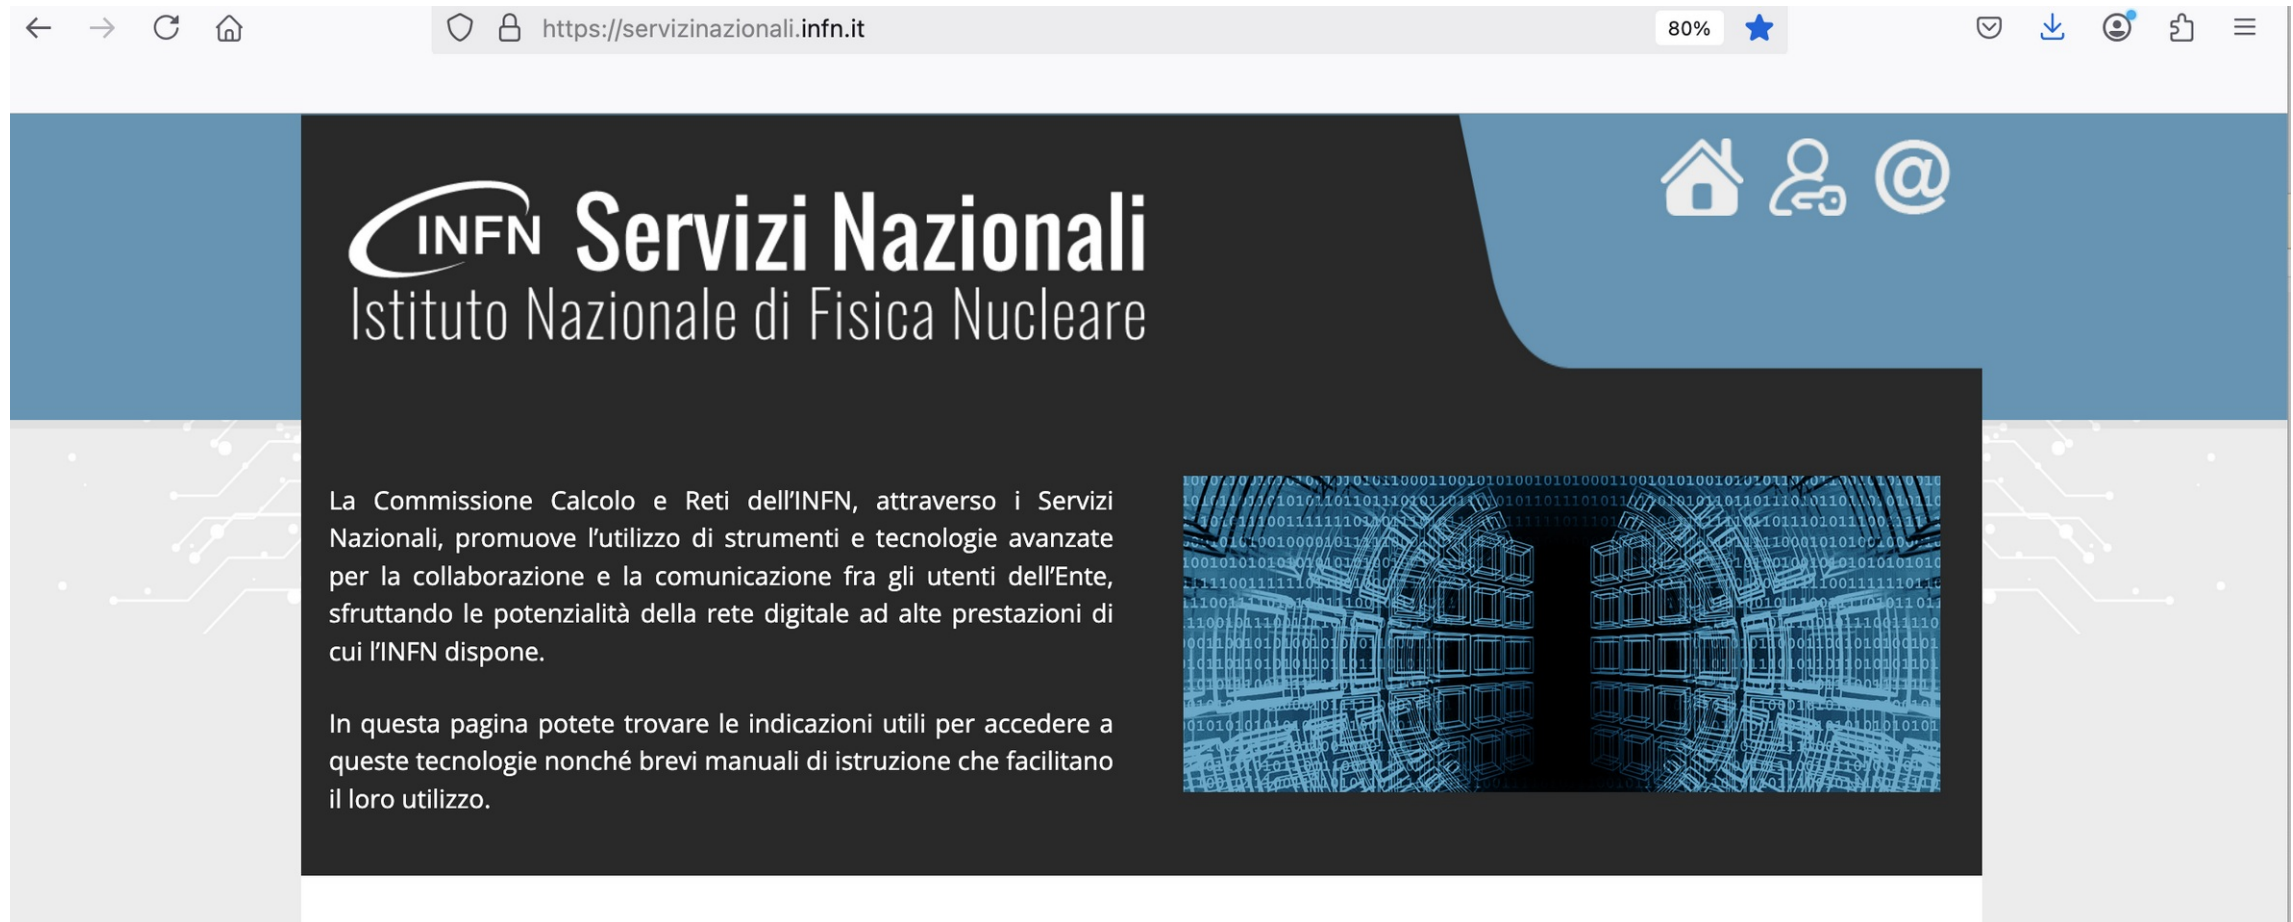 https://servizinazionali.infn.it
80%
INFN Servizi Nazionali
Istituto Nazionale di Fisica Nucleare
La Commissione Calcolo e Reti dell’INFN, attraverso i Servizi
Nazionali, promuove l’utilizzo di strumenti e tecnologie avanzate
per la collaborazione e la comunicazione fra gli utenti dell’Ente,
sfruttando le potenzialità della rete digitale ad alte prestazioni di
cui l’INFN dispone.
In questa pagina potete trovare le indicazioni utili per accedere a
queste tecnologie nonché brevi manuali di istruzione che facilitano
il loro utilizzo.